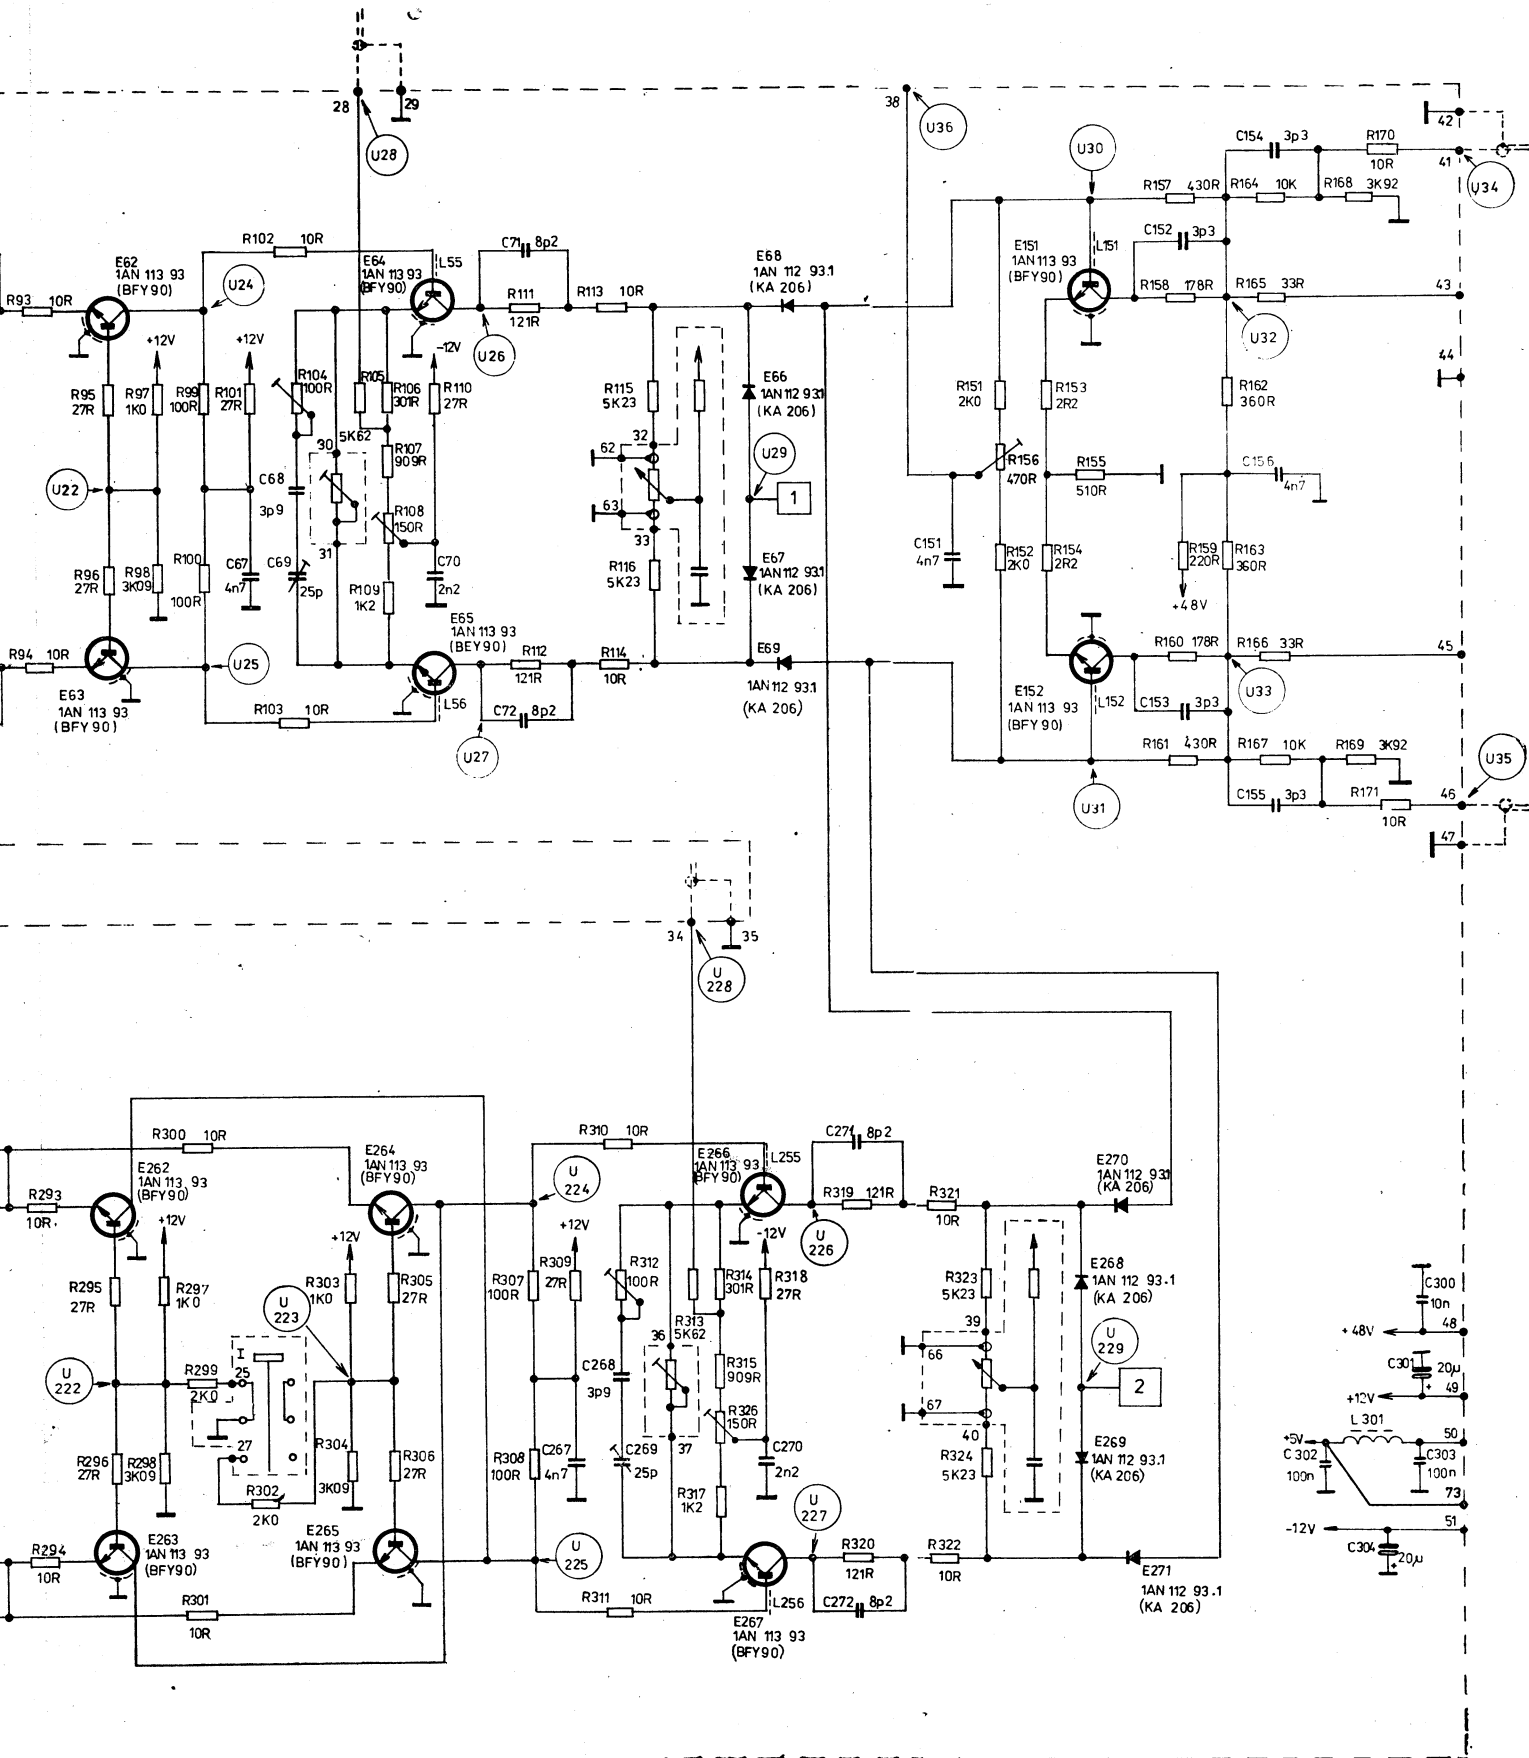 28
29
U28
38
U36
42
41
U34
C154 3p3
R170
10R
U30
R157 430R
R164 10K
R168 3K92
R102 10R
E62
1AN 113 93
(BFY90)
U24
E64
1AN 113 93
(BFY90)
L55
C71 8p2
R111
121R
R113 10R
E68
1AN 112 93.1
(KA 206)
E151
1AN 113 93
(BFY90)
L151
C152 3p3
R158 178R
R165 33R
43
R93 10R
U26
U32
+12V
+12V
-12V
44
R95
27R
R97
1K0
R99
100R
R101
27R
R104
100R
R105
5K62
R106
301R
R110
27R
R115
5K23
E66
1AN 112 93.1
(KA 206)
R151
2K0
R153
2R2
R162
360R
30
R107
909R
32
62
U29
1
R156
470R
R155
510R
C156
4n7
U22
C68
3p9
R108
150R
63
33
31
R96
27R
R98
3K09
R100
100R
C67
4n7
C69
25p
R109
1K2
C70
2n2
R116
5K23
E67
1AN 112 93.1
(KA 206)
C151
4n7
R152
2K0
R154
2R2
R159
220R
R163
360R
+48V
R94 10R
U25
E65
1AN 113 93
(BEY90)
R112
121R
R114
10R
E69
1AN 112 93.1
(KA 206)
R160 178R
R166 33R
45
E63
1AN 113 93
(BFY 90)
R103 10R
L56
C72 8p2
E152
1AN 113 93
(BFY90)
L152
C153 3p3
U33
U27
R161 430R
R167 10K
R169 3K92
U35
U31
C155 3p3
R171
10R
46
47
34
35
U
228
R300 10R
E262
1AN 113 93
(BFY90)
E264
1AN 113 93
(BFY90)
R310 10R
E266
1AN 113 93
(BFY90)
L255
C271 8p2
E270
1AN 112 93.1
(KA 206)
R293
10R
U
224
R319 121R
R321
10R
U
226
+12V
+12V
+12V
-12V
R295
27R
R297
1K0
U
223
R303
1K0
R305
27R
R307
100R
R309
27R
R312
100R
R313
5K62
R314
301R
R318
27R
R323
5K23
E268
1AN 112 93.1
(KA 206)
C300
10n
36
39
U
229
+48V
48
U
222
I
25
R299
2K0
C268
3p9
R315
909R
66
2
C301
20µ
+
+12V
49
27
R326
150R
67
40
L301
+5V
50
R296
27R
R298
3K09
R302
2K0
R304
3K09
R306
27R
R308
100R
C267
4n7
C269
25p
37
R317
1K2
C270
2n2
R324
5K23
E269
1AN 112 93.1
(KA 206)
C302
100n
C303
100n
73
R294
10R
E263
1AN 113 93
(BFY90)
E265
1AN 113 93
(BFY90)
U
225
U
227
R320
121R
R322
10R
E271
1AN 112 93.1
(KA 206)
-12V
51
C304
+
20µ
R301
10R
R311 10R
L256
C272 8p2
E267
1AN 113 93
(BFY90)